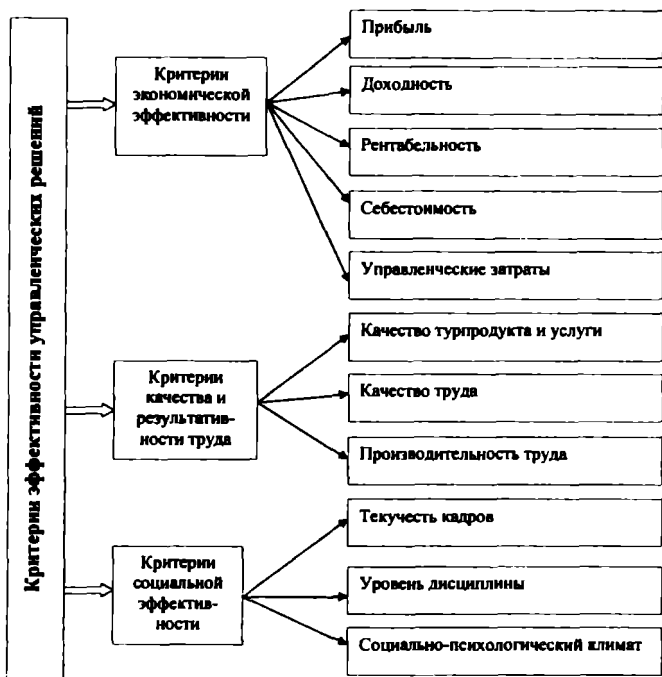 Критерии эффективности управленческих решений
Критерии
экономической
эффективности
Прибыль
Доходность
Рентабельность
Себестоимость
Управленческие затраты
Критерии
качества и
результатив-
ности труда
Качество турпродукта и услуги
Качество труда
Производительность труда
Критерии
социальной
эффектив-
ности
Текучесть кадров
Уровень дисциплины
Социально-психологический климат